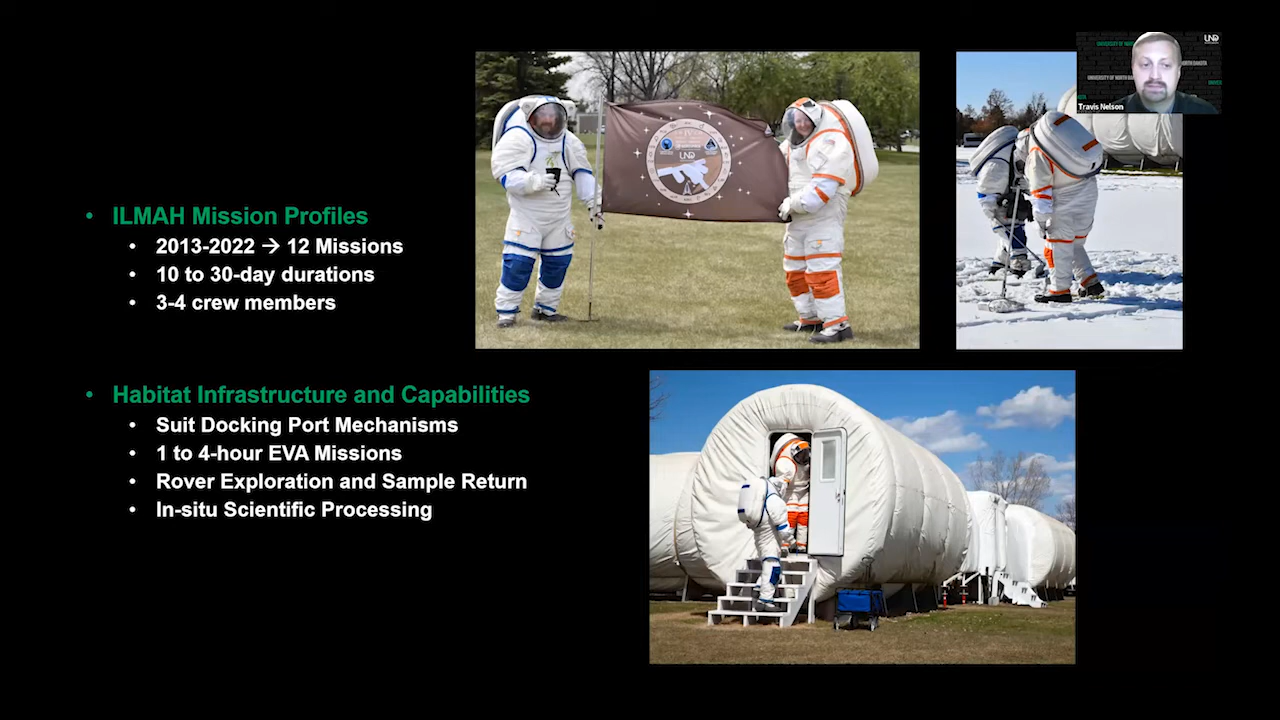 • ILMAH Mission Profiles
• 2013-2022 → 12 Missions
• 10 to 30-day durations
• 3-4 crew members
• Habitat Infrastructure and Capabilities
• Suit Docking Port Mechanisms
• 1 to 4-hour EVA Missions
• Rover Exploration and Sample Return
• In-situ Scientific Processing
UND
UND
Travis Nelson